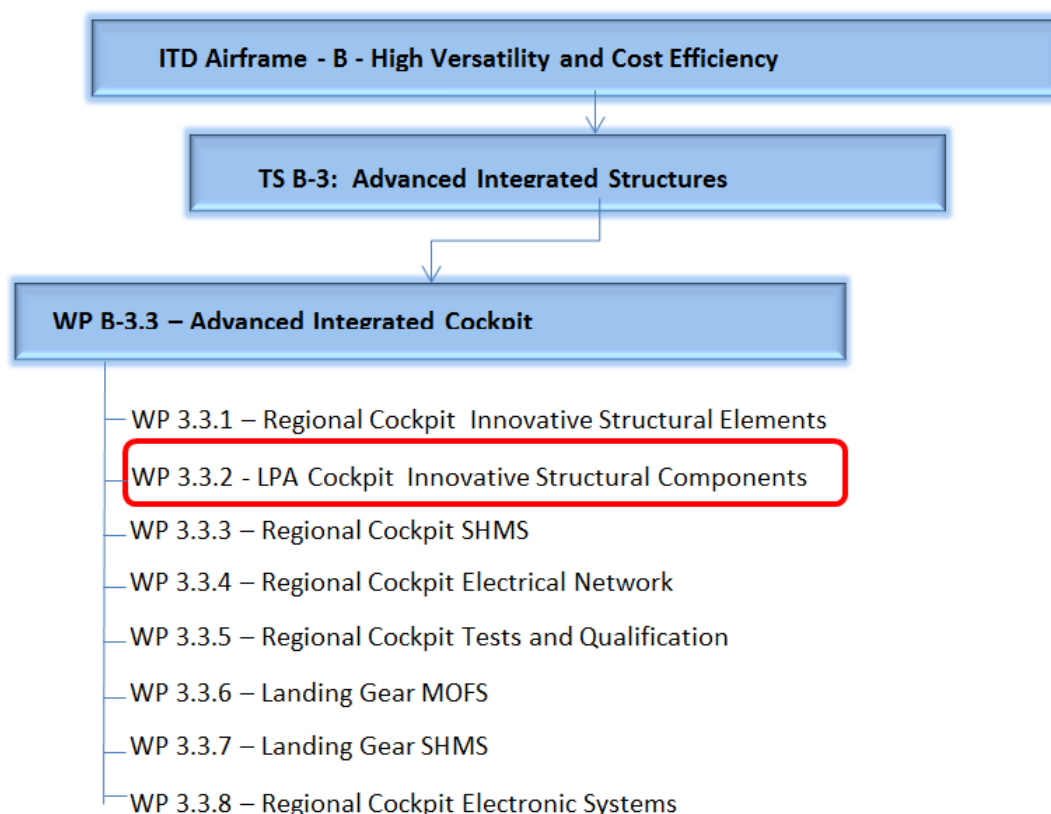 ITD Airframe - B - High Versatility and Cost Efficiency
TS B-3: Advanced Integrated Structures
WP B-3.3 – Advanced Integrated Cockpit
WP 3.3.1 – Regional Cockpit Innovative Structural Elements
WP 3.3.2 - LPA Cockpit Innovative Structural Components
WP 3.3.3 – Regional Cockpit SHMS
WP 3.3.4 – Regional Cockpit Electrical Network
WP 3.3.5 – Regional Cockpit Tests and Qualification
WP 3.3.6 – Landing Gear MOFS
WP 3.3.7 – Landing Gear SHMS
WP 3.3.8 – Regional Cockpit Electronic Systems